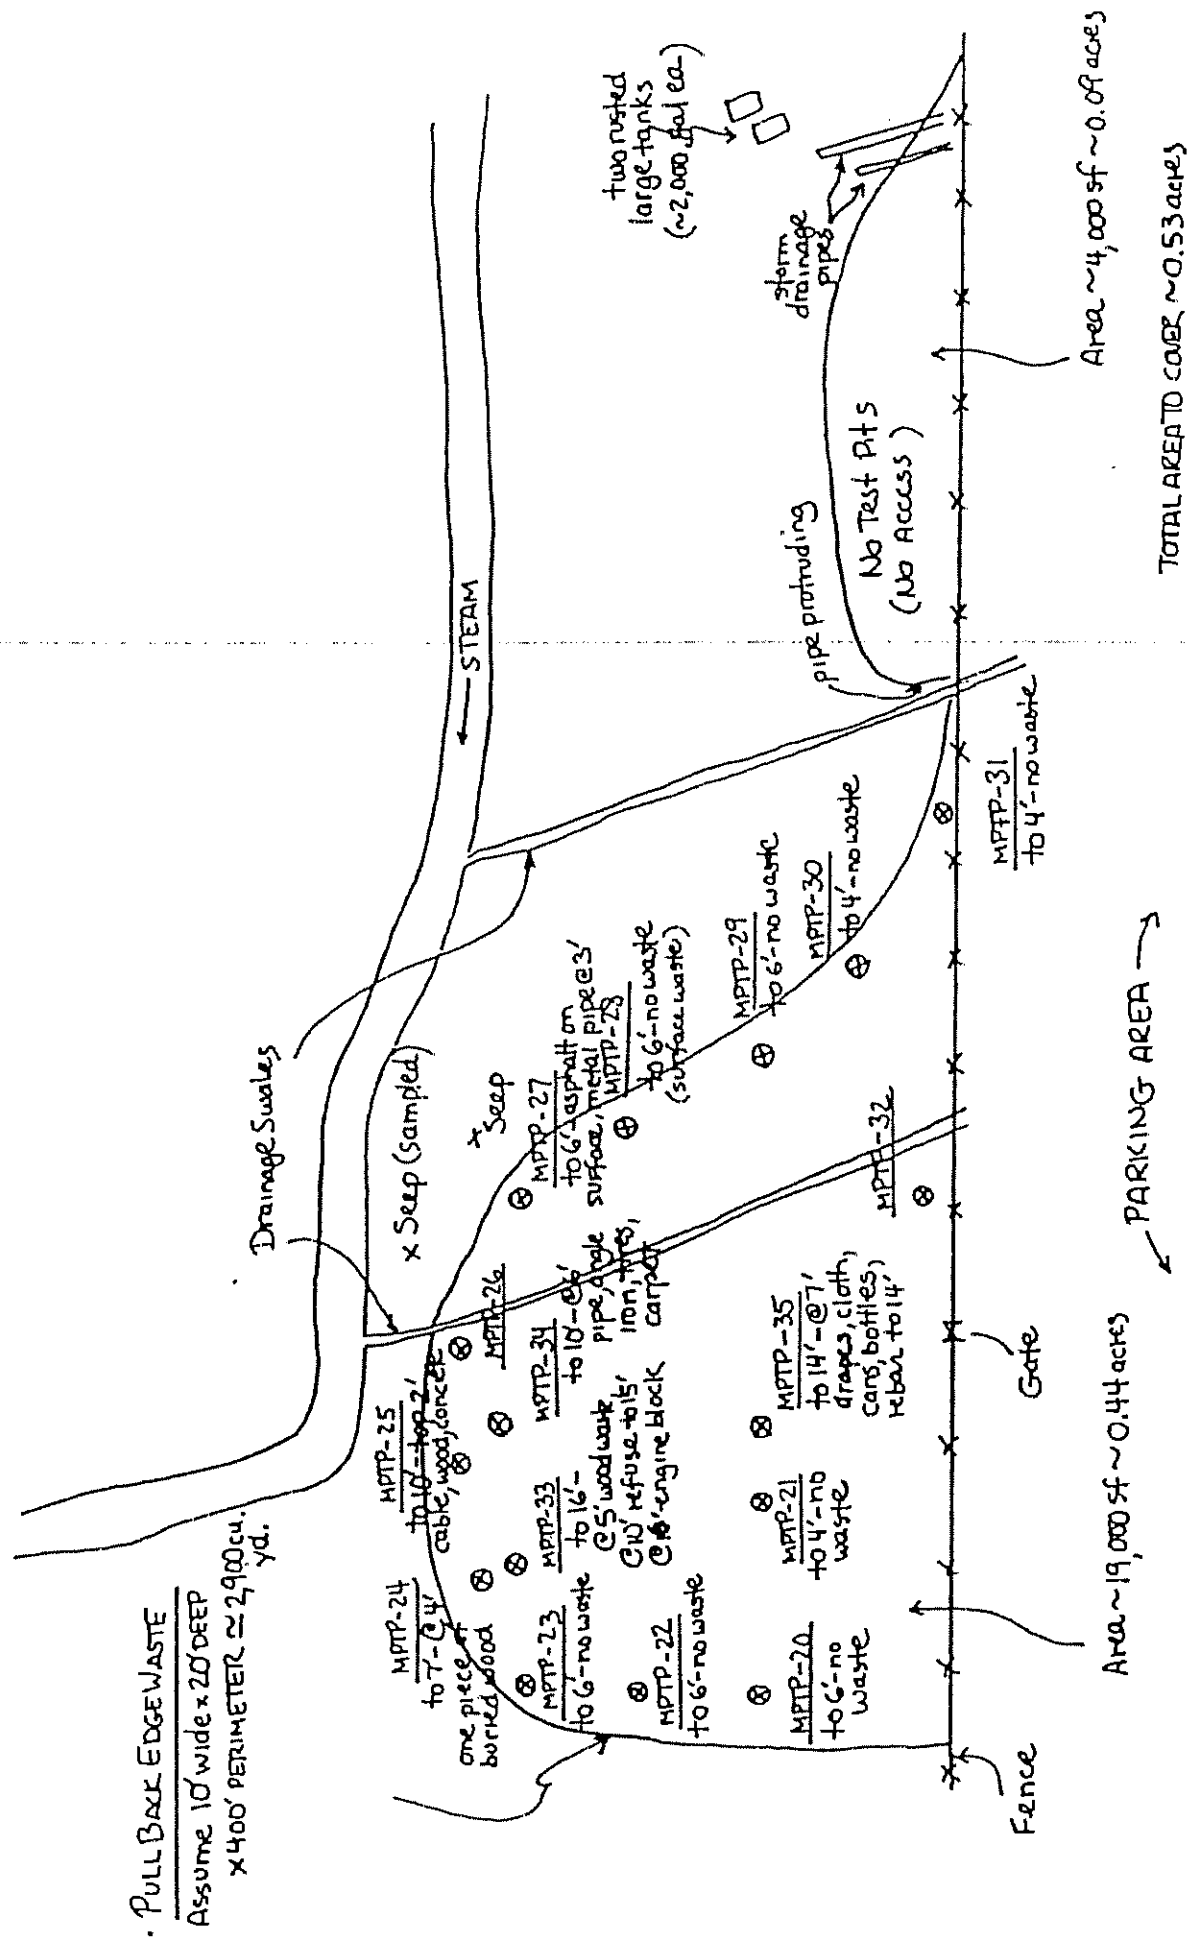 · PULL BACK EDGE WASTE
Assume 10' wide x 20' DEEP
x 400' PERIMETER ≃ 2,900 cu.
yd.
Drainage Swales
← STEAM
two rusted
large tanks
(~2,000 gal ea.)
storm
drainage
pipes
x Seep (sampled)
x
Seep
pipe protruding
No Test Pits
(No Access)
MPTP-24
to 7'-@4'
one piece of
buried wood
MPTP-25
to 10'-top 2'
cable, wood, concrete
MPTP-26
MPTP-27
to 6'-asphalt on
surface, metal pipe @ 3'
MPTP-28
to 6'-no waste
(surface waste)
MPTP-29
to 6'-no waste
MPTP-30
to 4'-no waste
MPTP-23
to 6'-no waste
MPTP-33
to 16'-
@ 5' wood waste
@ 10' refuse to 15'
engine block
MPTP-34
to 10'-
pipe, angle
iron, tires,
carpet
MPTP-22
to 6'-no waste
MPTP-20
to 6'-no
waste
MPTP-21
to 4'-no
waste
MPTP-35
to 14'-@7'
drapes, cloth,
cans, bottles,
rebar to 14'
MPTP-32
MPTP-31
to 4'-no waste
Fence
Gate
← PARKING AREA →
Area ~19,000 sf ~0.44 acres
Area ~4,000 sf ~0.09 acres
TOTAL AREA TO COVER ~0.53 acres